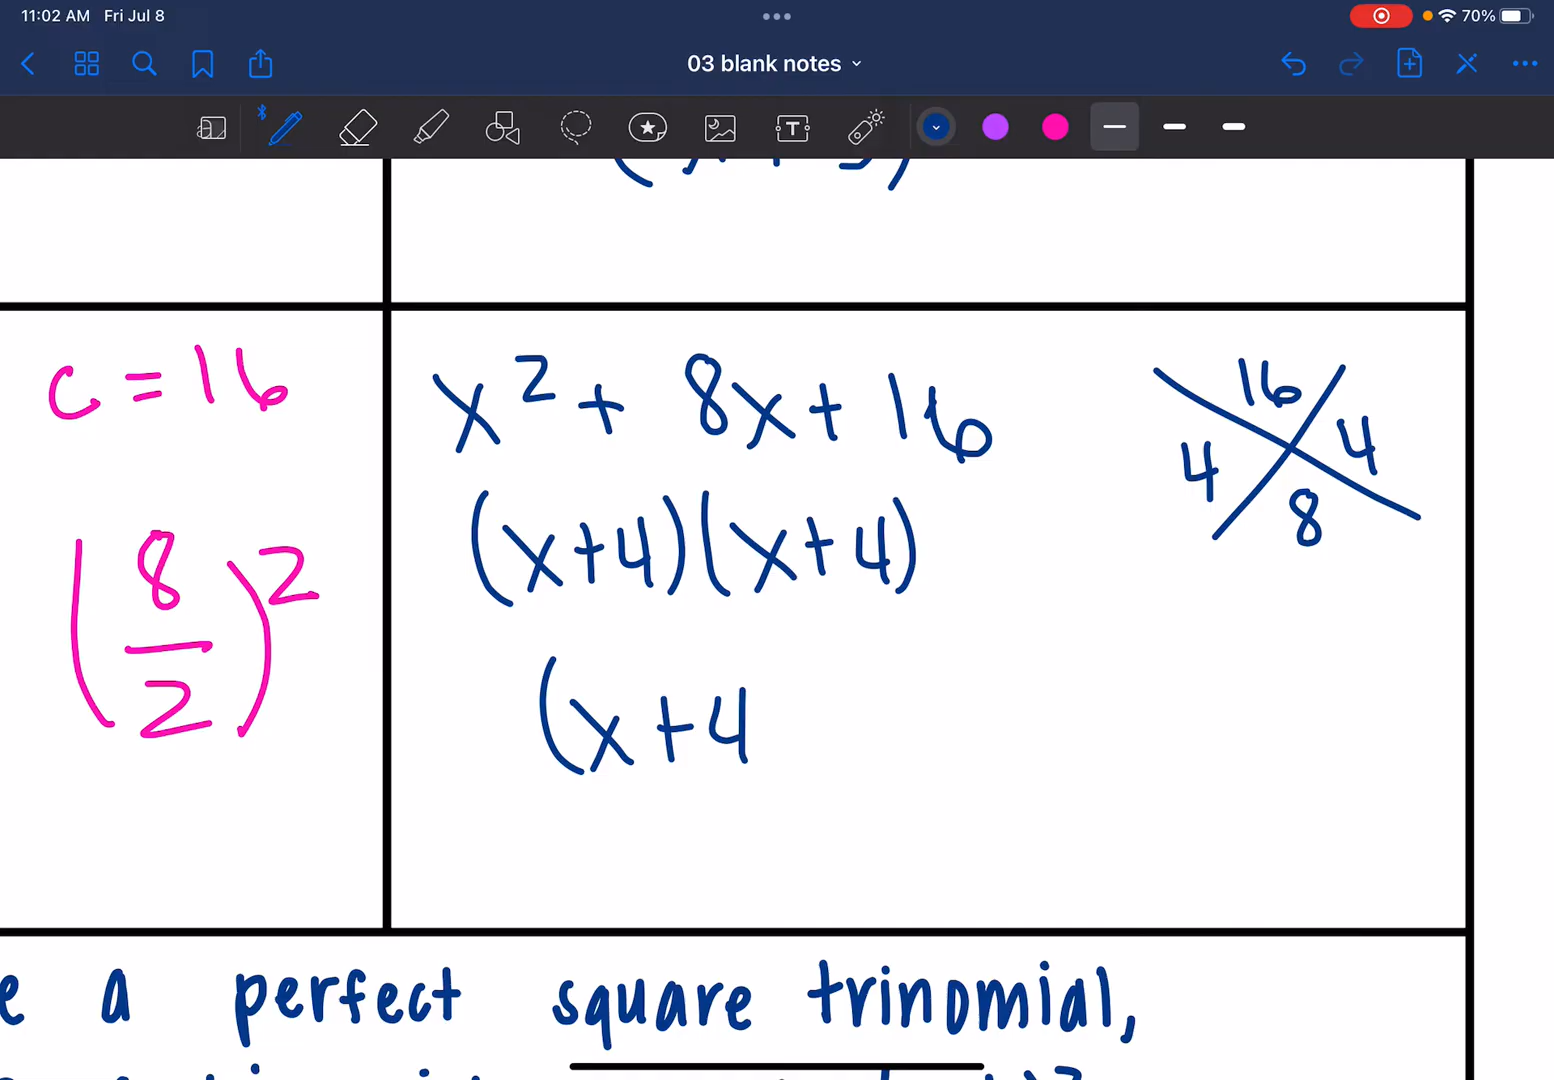 11:02 AM Fri Jul 8
70%
03 blank notes
T
c = 16
(8/2)²
x² + 8x + 16
(x+4)(x+4)
(x + 4
16
4 4
8
e a perfect square trinomial,